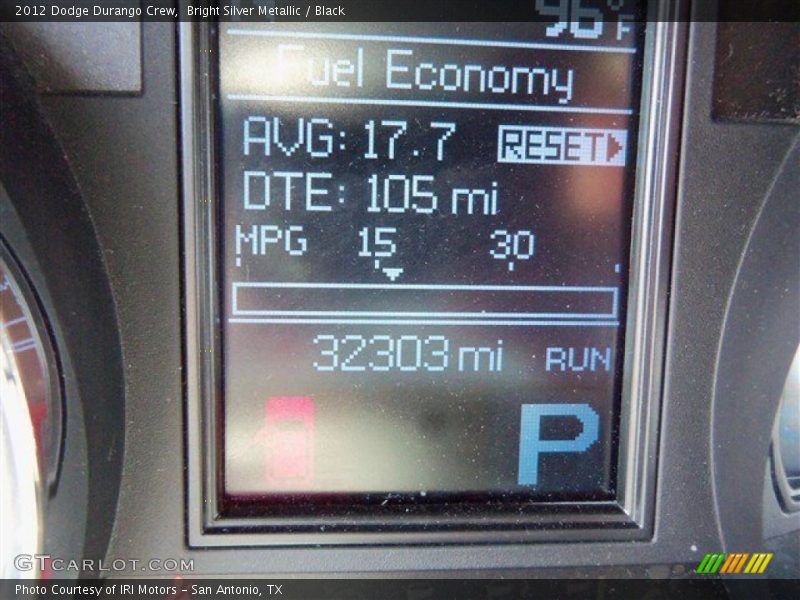 2012 Dodge Durango Crew, Bright Silver Metallic / Black
96°F
Fuel Economy
AVG: 17.7 RESET
DTE: 105 mi
MPG 15 30
32303 mi RUN
P
GTCARLOT.COM
Photo Courtesy of IRI Motors - San Antonio, TX